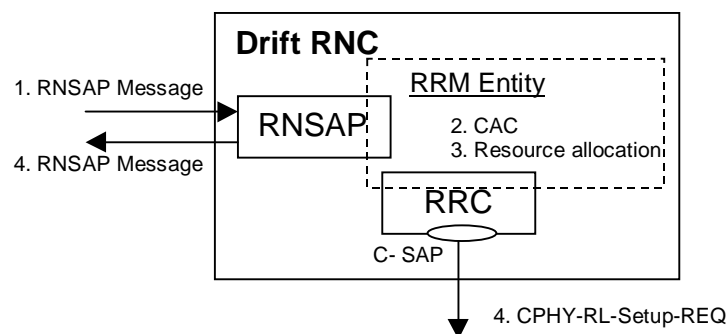 Drift RNC
RRM Entity
1. RNSAP Message
RNSAP
2. CAC
3. Resource allocation
4. RNSAP Message
RRC
C- SAP
4. CPHY-RL-Setup-REQ